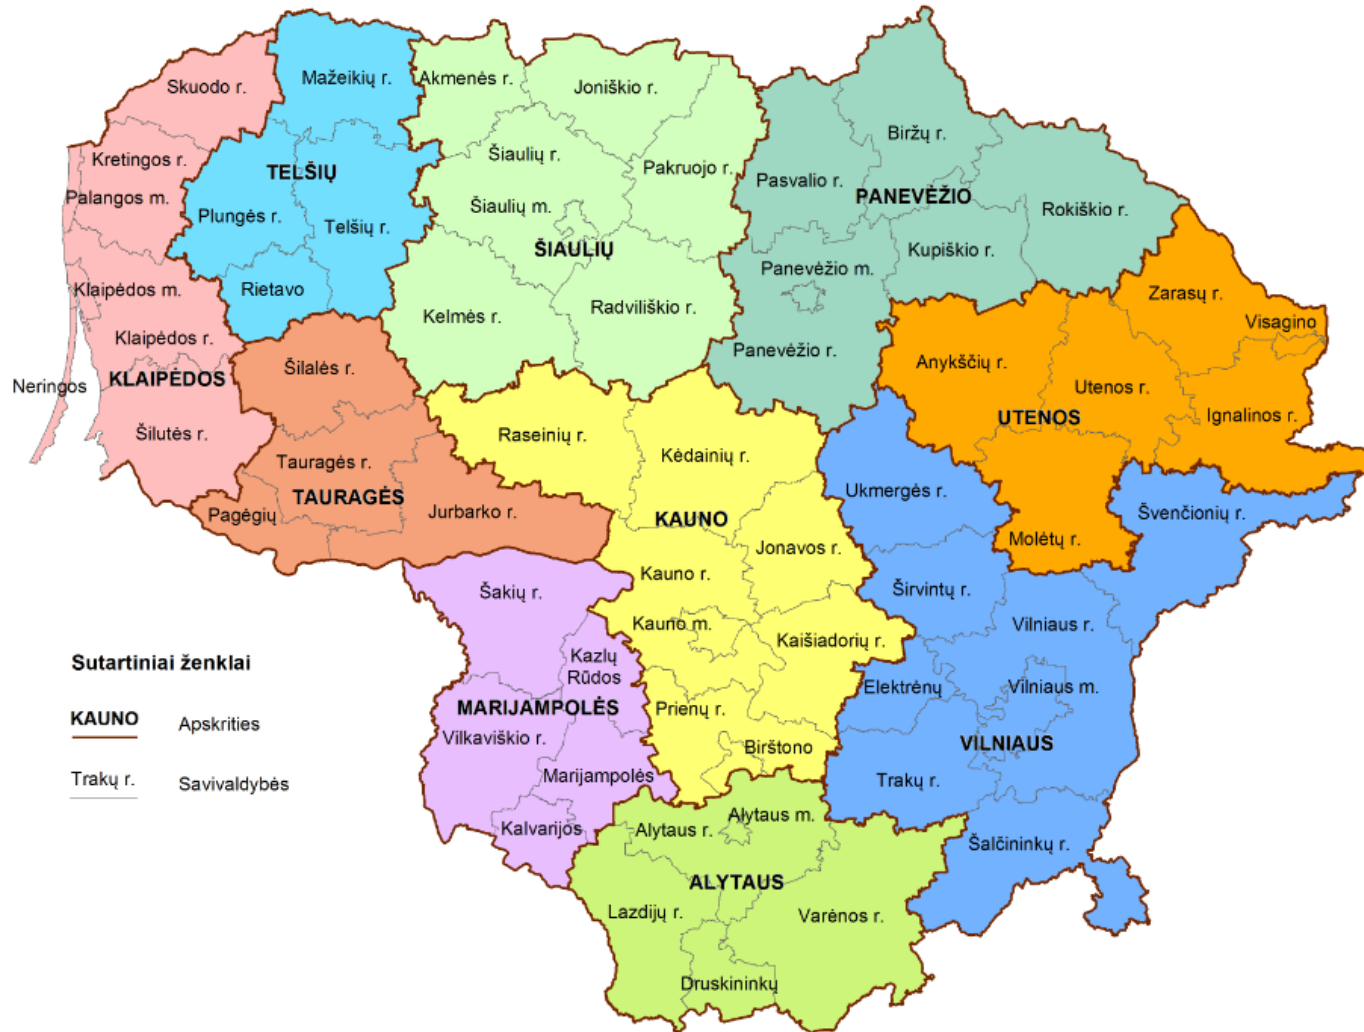 Skuodo r.
Mažeikių r.
Akmenės r.
Joniškio r.
Biržų r.
Kretingos r.
TELŠIŲ
Šiaulių r.
Pakruojo r.
Pasvalio r.
Palangos m.
Plungės r.
Telšių r.
Šiaulių m.
PANEVĖŽIO
Rokiškio r.
ŠIAULIŲ
Kupiškio r.
Klaipėdos m.
Rietavo
Panevėžio m.
Zarasų r.
Kelmės r.
Radviliškio r.
Visagino
Klaipėdos r.
Panevėžio r.
Anykščių r.
Neringos
KLAIPĖDOS
Šilalės r.
Utenos r.
UTENOS
Ignalinos r.
Šilutės r.
Raseinių r.
Kėdainių r.
Tauragės r.
TAURAGĖS
Ukmergės r.
Pagėgių
Jurbarko r.
KAUNO
Švenčionių r.
Jonavos r.
Molėtų r.
Šakių r.
Kauno r.
Širvintų r.
Kauno m.
Kaišiadorių r.
Vilniaus r.
Sutartiniai ženklai
Kazlų
Rūdos
Elektrėnų
Vilniaus m.
KAUNO
Apskrities
MARIJAMPOLĖS
Prienų r.
Vilkaviškio r.
Birštono
VILNIAUS
Trakų r.
Savivaldybės
Marijampolės
Trakų r.
Kalvarijos
Alytaus r.
Alytaus m.
Šalčininkų r.
ALYTAUS
Lazdijų r.
Varėnos r.
Druskininkų